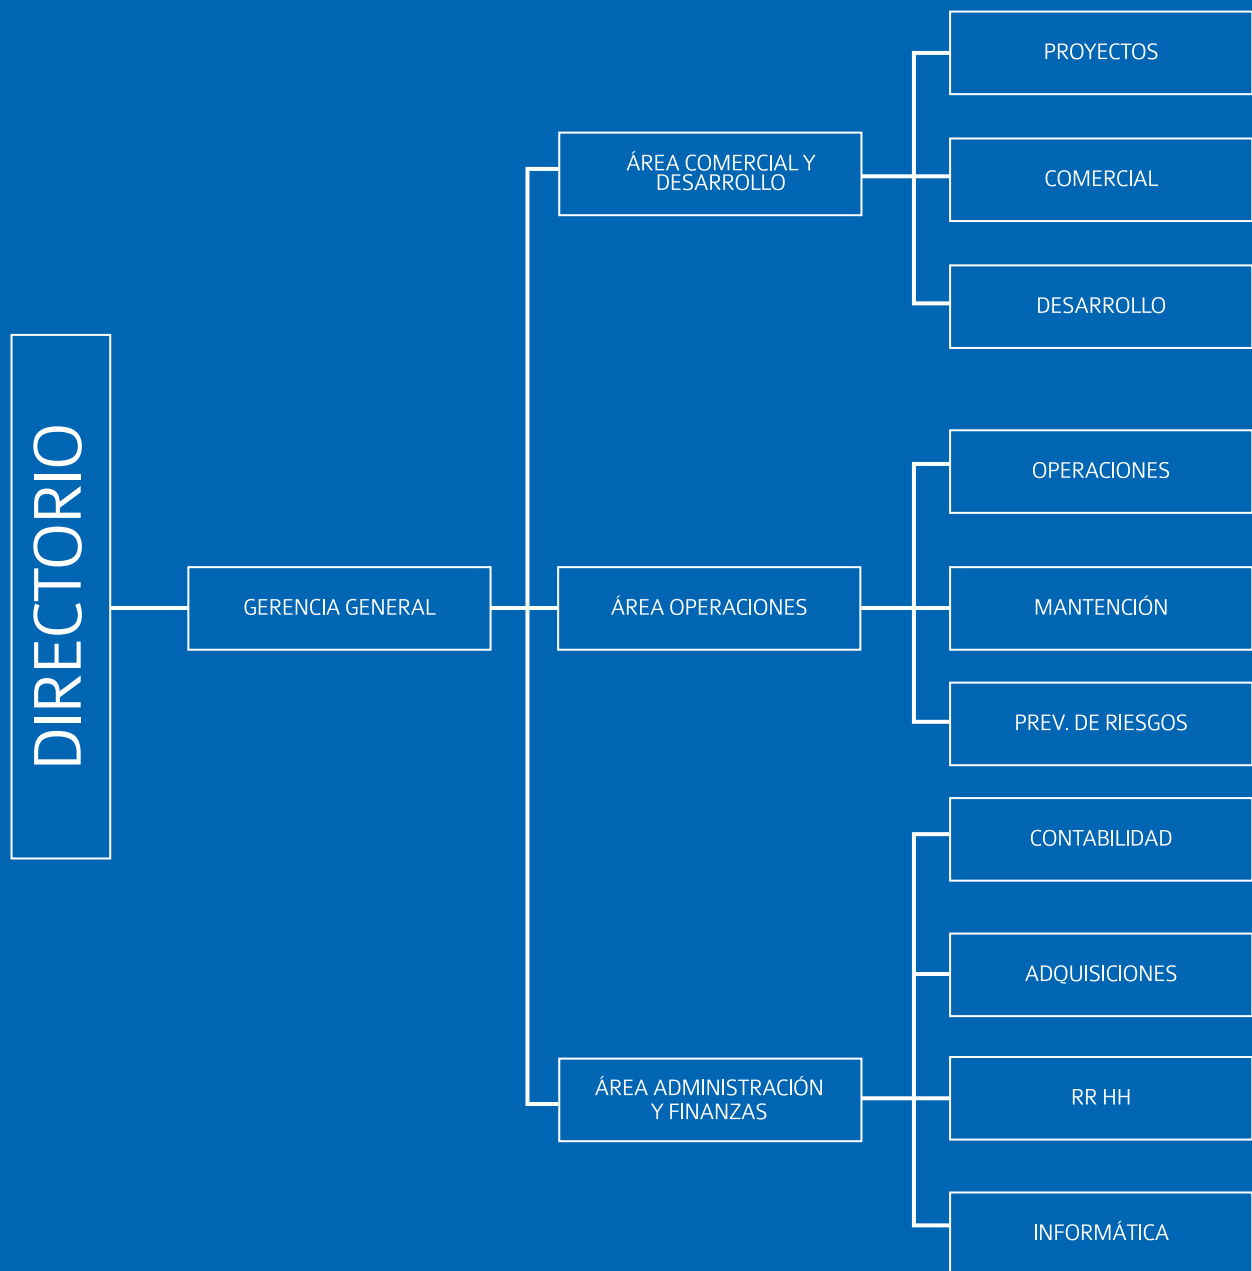 DIRECTORIO
GERENCIA GENERAL
ÁREA COMERCIAL Y
DESARROLLO
PROYECTOS
COMERCIAL
DESARROLLO
ÁREA OPERACIONES
OPERACIONES
MANTENCIÓN
PREV. DE RIESGOS
ÁREA ADMINISTRACIÓN
Y FINANZAS
CONTABILIDAD
ADQUISICIONES
RR HH
INFORMÁTICA